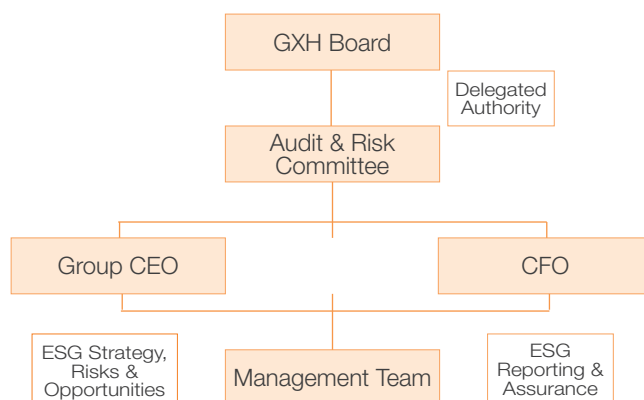 GXH Board
Delegated
Authority
Audit & Risk
Committee
Group CEO
CFO
ESG Strategy,
Risks &
Opportunities
Management Team
ESG
Reporting &
Assurance